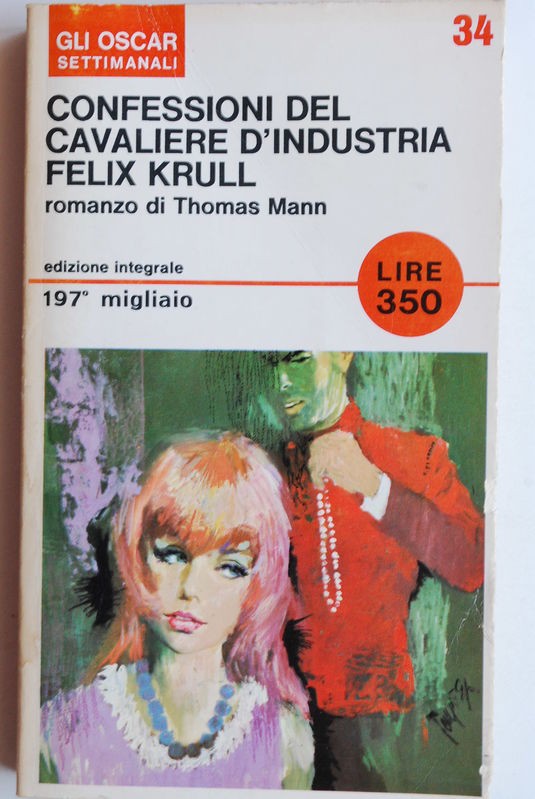 GLI OSCAR
SETTIMANALI
34
CONFESSIONI DEL
CAVALIERE D'INDUSTRIA
FELIX KRULL
romanzo di Thomas Mann
edizione integrale
197° migliaio
LIRE
350